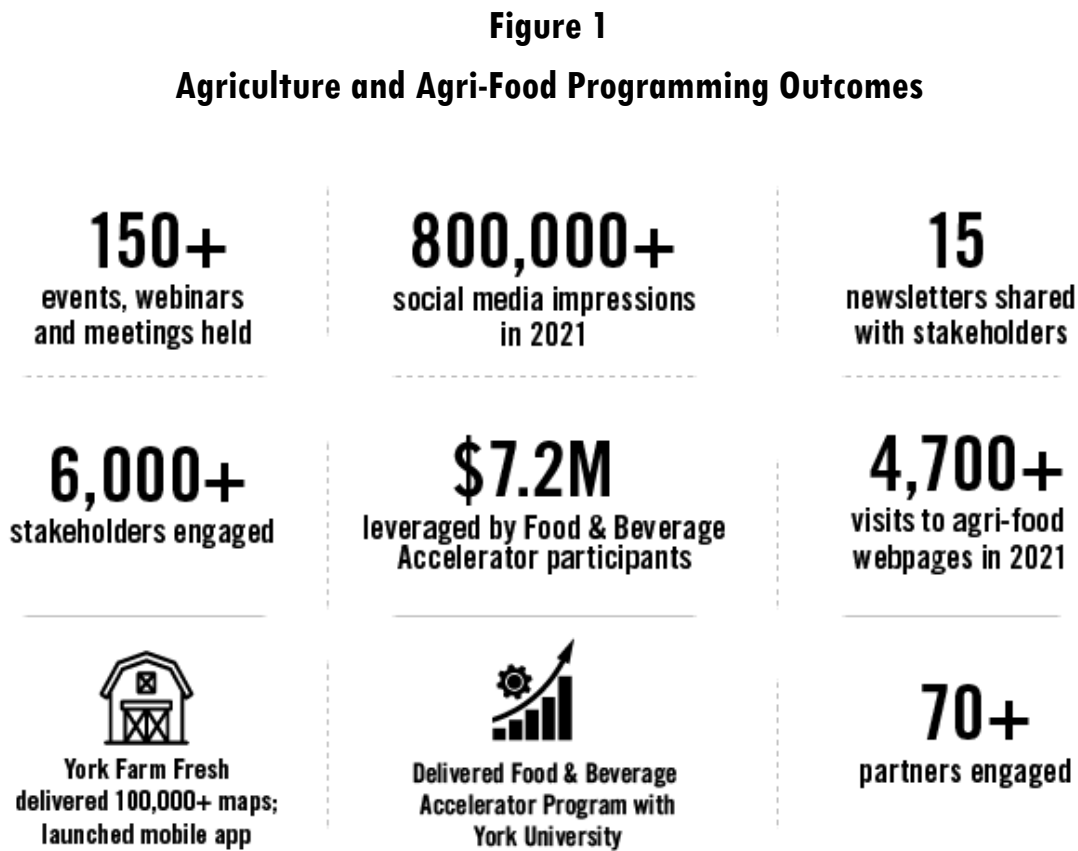 Figure 1
Agriculture and Agri-Food Programming Outcomes
150+
events, webinars
and meetings held
800,000+
social media impressions
in 2021
15
newsletters shared
with stakeholders
6,000+
stakeholders engaged
$7.2M
leveraged by Food & Beverage
Accelerator participants
4,700+
visits to agri-food
webpages in 2021
York Farm Fresh
delivered 100,000+ maps;
launched mobile app
Delivered Food & Beverage
Accelerator Program with
York University
70+
partners engaged